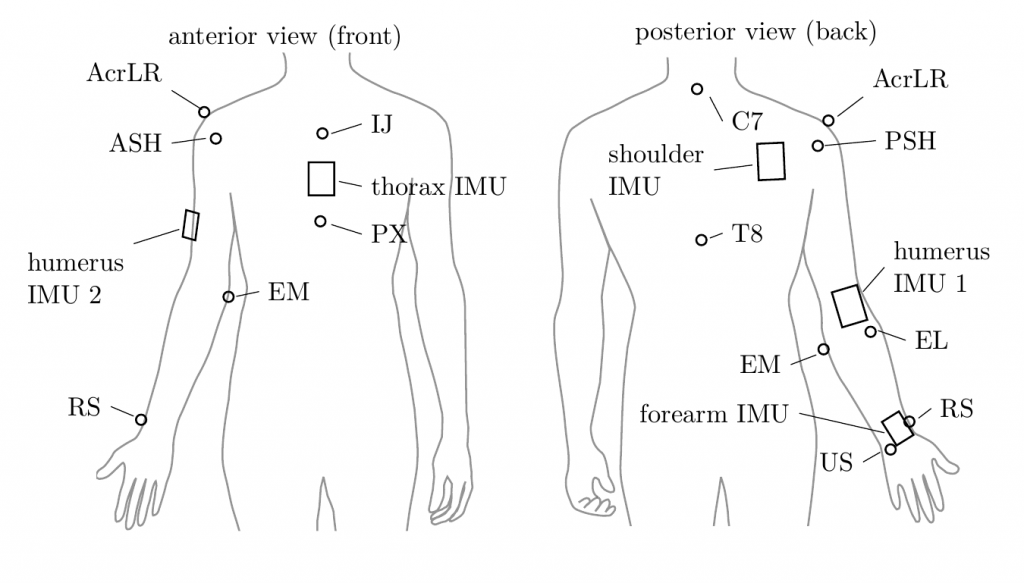 anterior view (front)
AcrLR
ASH
IJ
thorax IMU
PX
humerus
IMU 2
EM
RS
posterior view (back)
AcrLR
C7
PSH
shoulder
IMU
T8
humerus
IMU 1
EL
EM
forearm IMU
RS
US